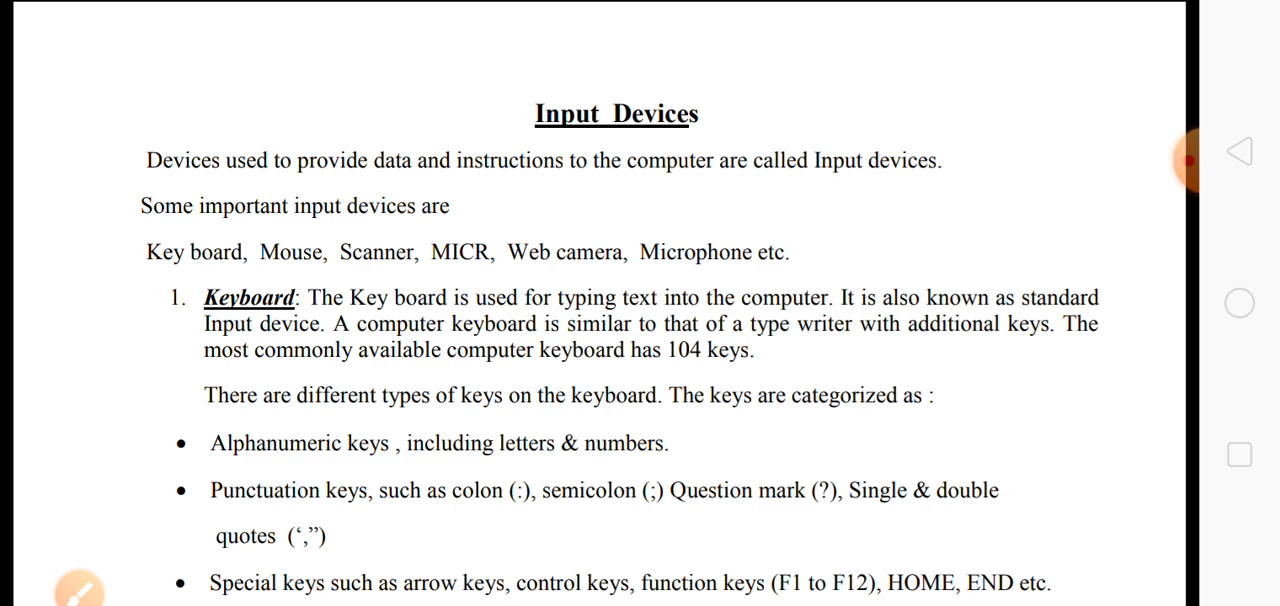 Input Devices
Devices used to provide data and instructions to the computer are called Input devices.
Some important input devices are
Key board, Mouse, Scanner, MICR, Web camera, Microphone etc.
1. Keyboard: The Key board is used for typing text into the computer. It is also known as standard
Input device. A computer keyboard is similar to that of a type writer with additional keys. The
most commonly available computer keyboard has 104 keys.
There are different types of keys on the keyboard. The keys are categorized as :
• Alphanumeric keys , including letters & numbers.
• Punctuation keys, such as colon (:), semicolon (;) Question mark (?), Single & double
quotes (‘,”)
• Special keys such as arrow keys, control keys, function keys (F1 to F12), HOME, END etc.